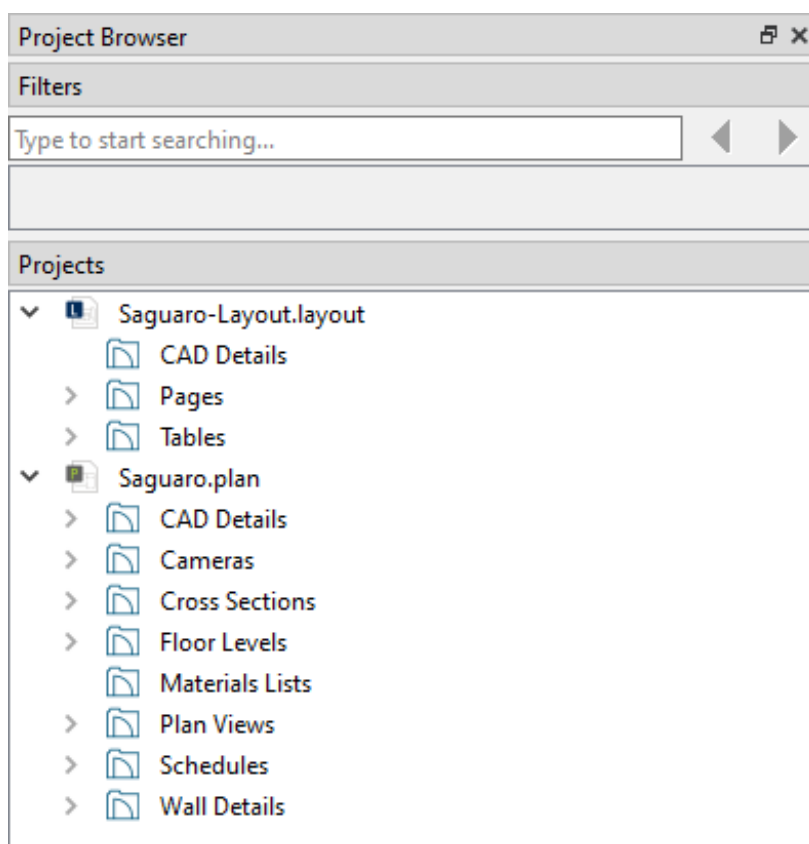 Project Browser
Filters
Type to start searching...
Projects
L Saguaro-Layout.layout
CAD Details
Pages
Tables
P Saguaro.plan
CAD Details
Cameras
Cross Sections
Floor Levels
Materials Lists
Plan Views
Schedules
Wall Details